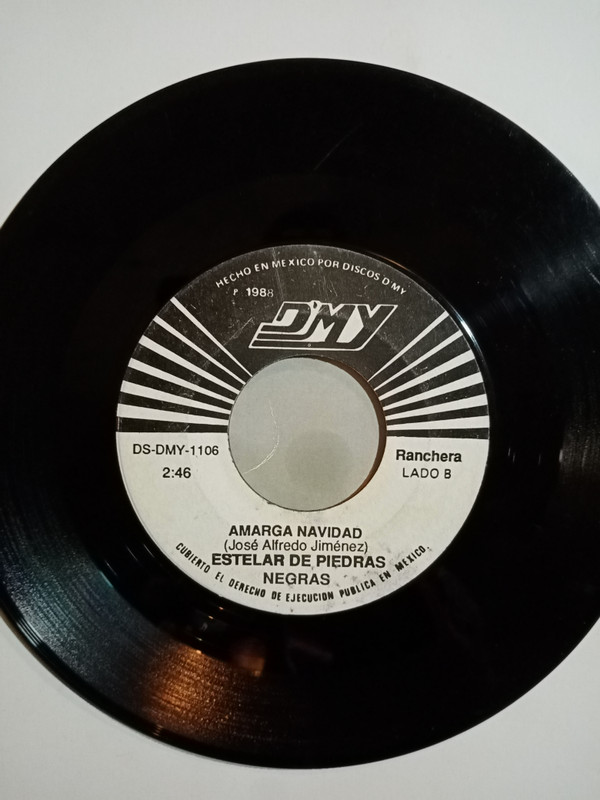 HECHO EN MEXICO POR DISCOS D'MY
P 1988
D'MY
DS-DMY-1106
2:46
Ranchera
LADO B
AMARGA NAVIDAD
(José Alfredo Jiménez)
ESTELAR DE PIEDRAS
NEGRAS
CUBIERTO EL DERECHO DE EJECUCION PUBLICA EN MEXICO.